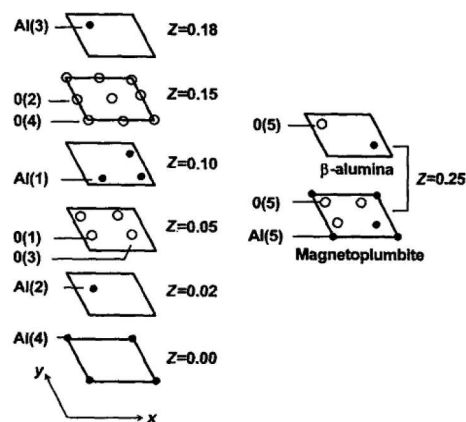 Al(3)
Z=0.18
0(2)
0(4)
Z=0.15
Al(1)
Z=0.10
0(1)
0(3)
Z=0.05
Al(2)
Z=0.02
Al(4)
Z=0.00
y
x
0(5)
β-alumina
Z=0.25
0(5)
Al(5)
Magnetoplumbite